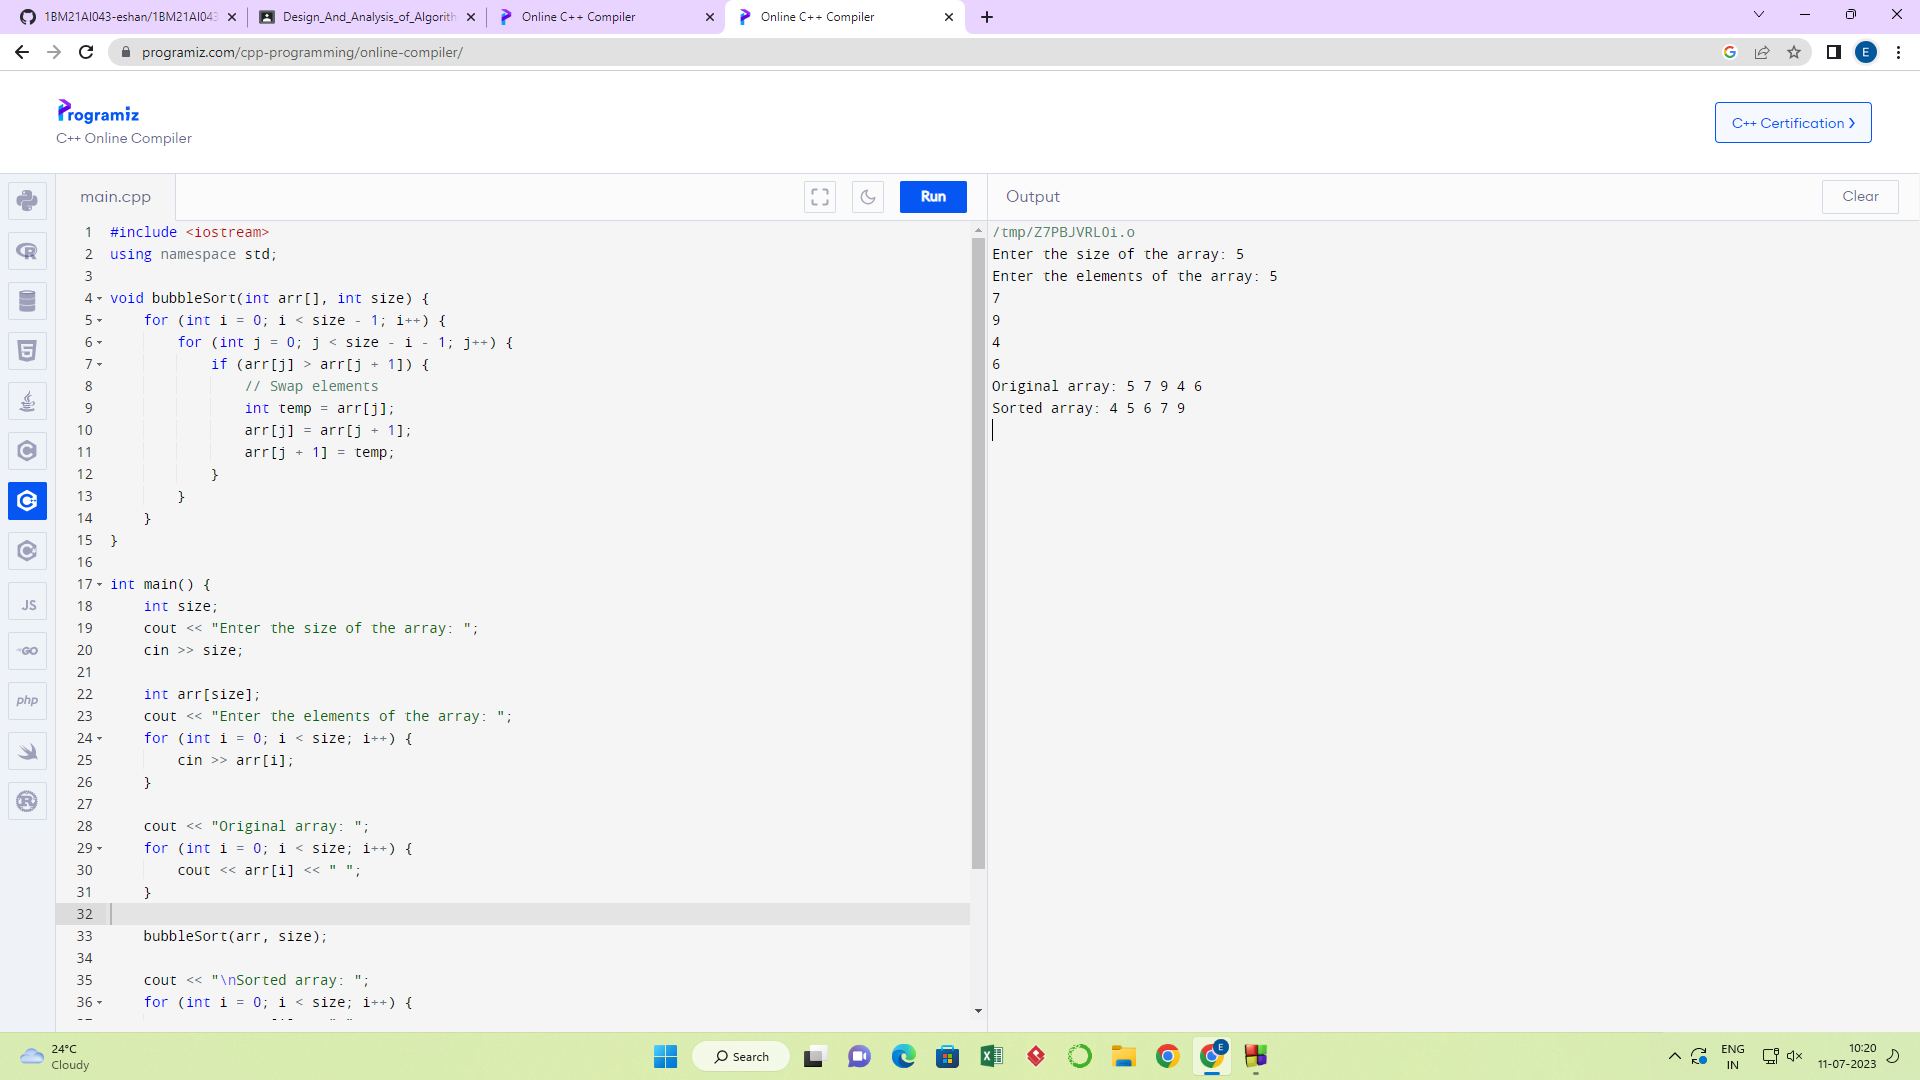 1BM21AI043-eshan/1BM21AI043
Design_And_Analysis_of_Algorith
Online C++ Compiler
Online C++ Compiler
programiz.com/cpp-programming/online-compiler/
E
Programiz
C++ Online Compiler
C++ Certification
main.cpp
Run
Output
Clear
1 #include <iostream>
2 using namespace std;
3
4 void bubbleSort(int arr[], int size) {
5     for (int i = 0; i < size - 1; i++) {
6         for (int j = 0; j < size - i - 1; j++) {
7             if (arr[j] > arr[j + 1]) {
8                 // Swap elements
9                 int temp = arr[j];
10                 arr[j] = arr[j + 1];
11                 arr[j + 1] = temp;
12             }
13         }
14     }
15 }
16
17 int main() {
18     int size;
19     cout << "Enter the size of the array: ";
20     cin >> size;
21
22     int arr[size];
23     cout << "Enter the elements of the array: ";
24     for (int i = 0; i < size; i++) {
25         cin >> arr[i];
26     }
27
28     cout << "Original array: ";
29     for (int i = 0; i < size; i++) {
30         cout << arr[i] << " ";
31     }
32
33     bubbleSort(arr, size);
34
35     cout << "\nSorted array: ";
36     for (int i = 0; i < size; i++) {
/tmp/Z7PBJVRLOi.o
Enter the size of the array: 5
Enter the elements of the array: 5
7
9
4
6
Original array: 5 7 9 4 6
Sorted array: 4 5 6 7 9
JS
GO
php
24°C
Cloudy
Search
E
ENG
IN
10:20
11-07-2023